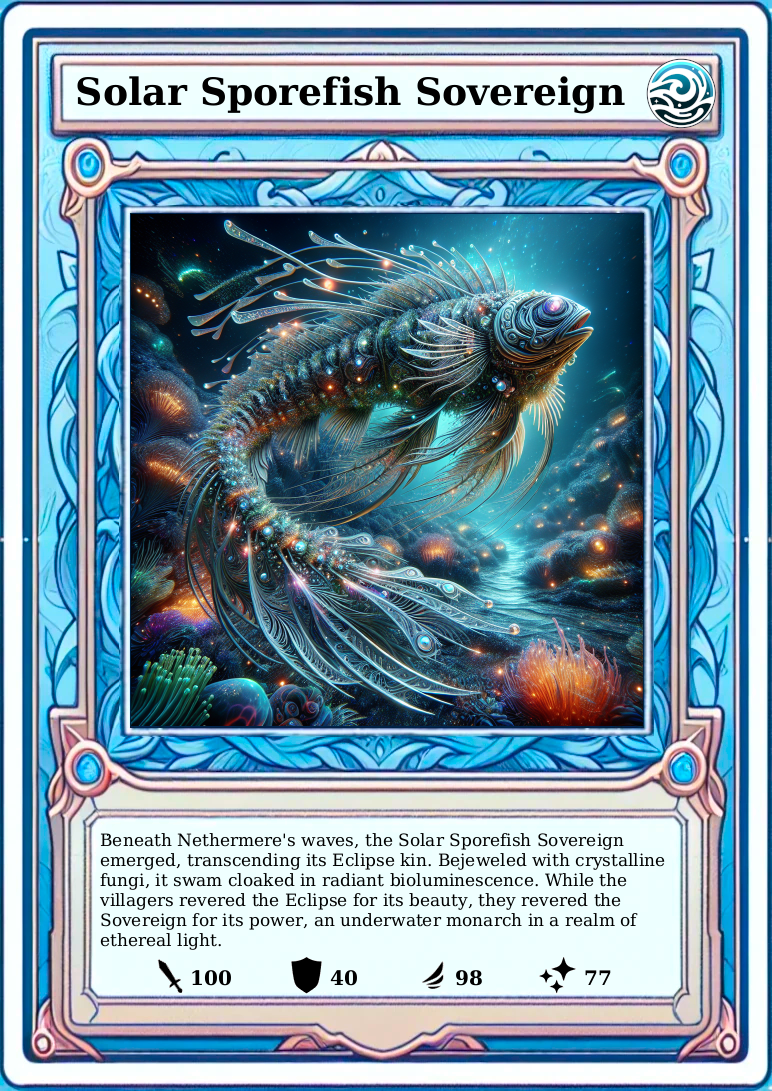 Solar Sporefish Sovereign
Beneath Nethermere's waves, the Solar Sporefish Sovereign
emerged, transcending its Eclipse kin. Bejeweled with crystalline
fungi, it swam cloaked in radiant bioluminescence. While the
villagers revered the Eclipse for its beauty, they revered the
Sovereign for its power, an underwater monarch in a realm of
ethereal light.
100 40 98 77